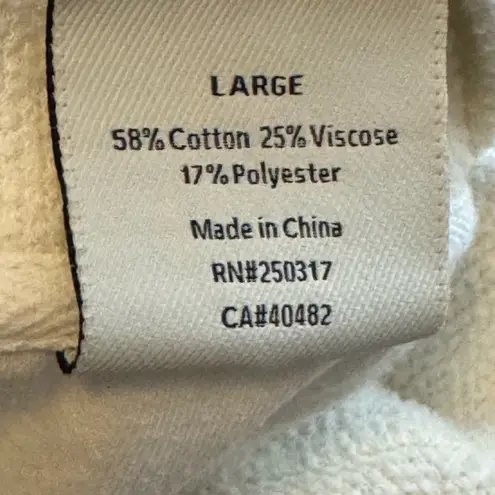 LARGE
58% Cotton 25% Viscose
17% Polyester
Made in China
RN#250317
CA#40482